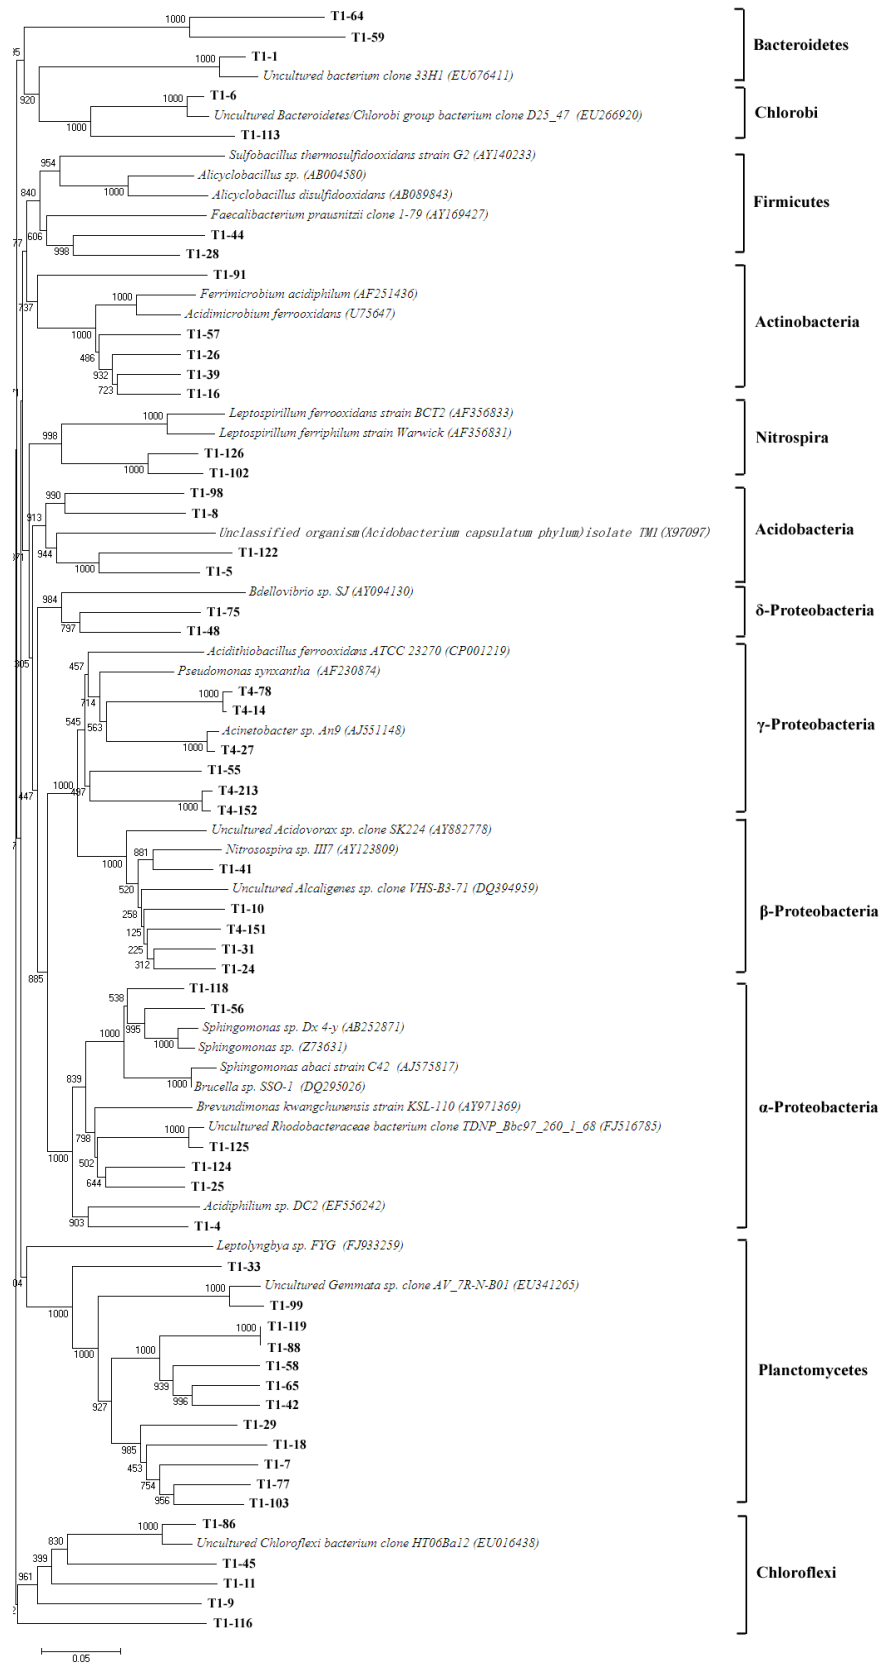 1000
T1-64
T1-59
Bacteroidetes
1000
T1-1
Uncultured bacterium clone 33H1 (EU676411)
920
1000
T1-6
Uncultured Bacteroidetes/Chlorobi group bacterium clone D25_47 (EU266920)
Chlorobi
1000
T1-113
954
Sulfobacillus thermosulfidooxidans strain G2 (AY140233)
Alicyclobacillus sp. (AB004580)
840
1000
Alicyclobacillus disulfidooxidans (AB089843)
Firmicutes
Faecalibacterium prausnitzii clone 1-79 (AY169427)
606
T1-44
77
998
T1-28
T1-91
737
1000
Ferrimicrobium acidiphilum (AF251436)
Acidimicrobium ferrooxidans (U75647)
Actinobacteria
1000
T1-57
486
T1-26
932
T1-39
723
T1-16
1000
Leptospirillum ferrooxidans strain BCT2 (AF356833)
998
Leptospirillum ferriphilum strain Warwick (AF356831)
Nitrospira
T1-126
1000
T1-102
990
T1-98
913
T1-8
Unclassified organism(Acidobacterium capsulatum phylum)isolate TM1(X97097)
Acidobacteria
944
T1-122
1000
T1-5
984
Bdellovibrio sp. SJ (AY094130)
T1-75
δ-Proteobacteria
797
T1-48
305
Acidithiobacillus ferrooxidans ATCC 23270 (CP001219)
457
Pseudomonas synxantha (AF230874)
1000
T4-78
714
T4-14
545
563
Acinetobacter sp. An9 (AJ551148)
γ-Proteobacteria
1000
T4-27
T1-55
1000
497
447
T4-213
1000
T4-152
Uncultured Acidovorax sp. clone SK224 (AY882778)
881
Nitrosospira sp. III7 (AY123809)
1000
T1-41
520
Uncultured Alcaligenes sp. clone VHS-B3-71 (DQ394959)
258
T1-10
β-Proteobacteria
125
T4-151
225
T1-31
312
T1-24
885
538
T1-118
995
T1-56
1000
Sphingomonas sp. Dx 4-y (AB252871)
1000
Sphingomonas sp. (Z73631)
Sphingomonas abaci strain C42 (AJ575817)
839
1000
Brucella sp. SSO-1 (DQ295026)
Brevundimonas kwangchunensis strain KSL-110 (AY971369)
α-Proteobacteria
798
1000
Uncultured Rhodobacteraceae bacterium clone TDNP_Bbc97_260_1_68 (FJ516785)
T1-125
1000
502
T1-124
644
T1-25
Acidiphilium sp. DC2 (EF556242)
903
T1-4
Leptolyngbya sp. FYG (FJ933259)
T1-33
1000
1000
Uncultured Gemmata sp. clone AV_7R-N-B01 (EU341265)
T1-99
1000
1000
T1-119
1000
T1-88
T1-58
Planctomycetes
939
T1-65
996
T1-42
927
T1-29
985
T1-18
453
T1-7
754
T1-77
956
T1-103
1000
T1-86
830
Uncultured Chloroflexi bacterium clone HT06Ba12 (EU016438)
399
T1-45
Chloroflexi
961
T1-11
T1-9
T1-116
0.05